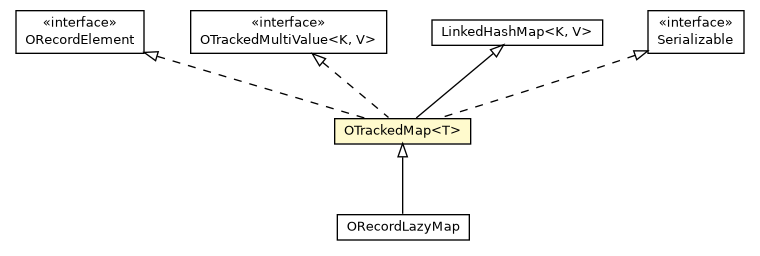 «interface»
ORecordElement
«interface»
OTrackedMultiValue<K, V>
LinkedHashMap<K, V>
«interface»
Serializable
OTrackedMap<T>
ORecordLazyMap